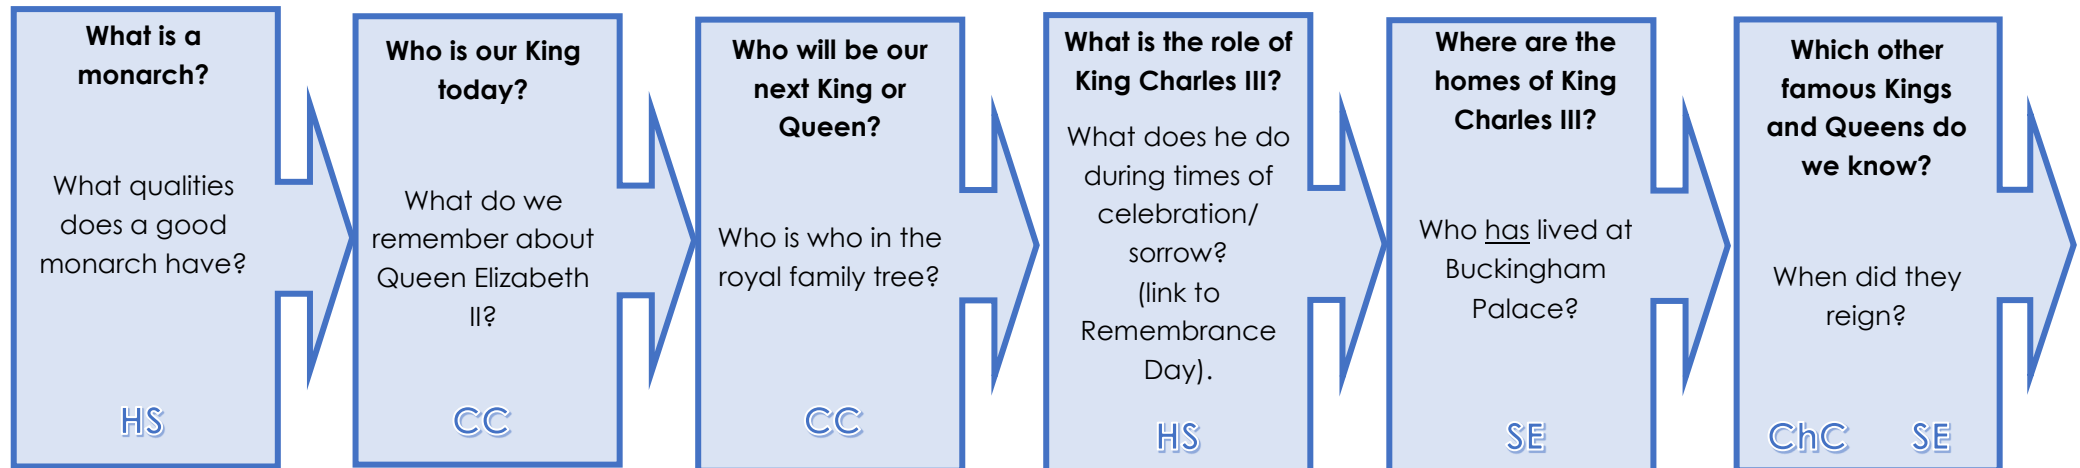 What is a
monarch?
What qualities
does a good
monarch have?
HS
Who is our King
today?
What do we
remember about
Queen Elizabeth
II?
CC
Who will be our
next King or
Queen?
Who is who in the
royal family tree?
CC
What is the role of
King Charles III?
What does he do
during times of
celebration/
sorrow?
(link to
Remembrance
Day).
HS
Where are the
homes of King
Charles III?
Who has lived at
Buckingham
Palace?
SE
Which other
famous Kings
and Queens do
we know?
When did they
reign?
ChC SE